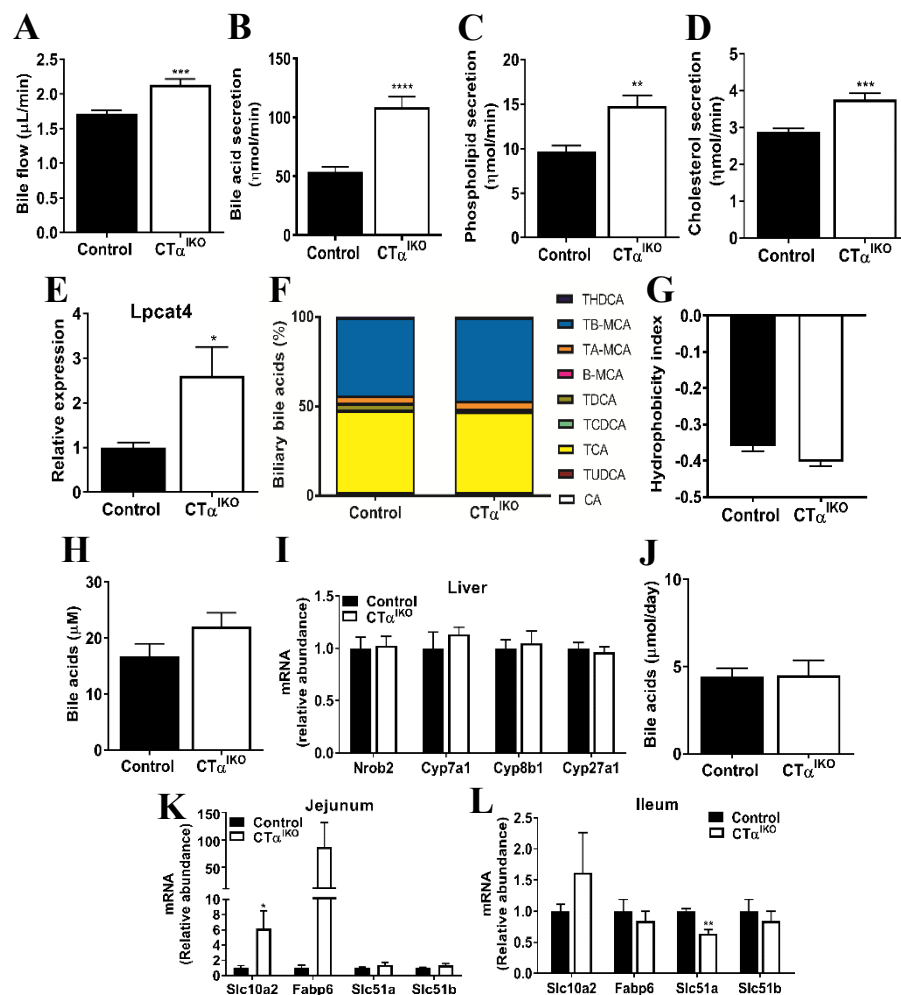 A
Bile flow (μL/min)
2.5
2.0
1.5
1.0
0.5
0.0
***
Control
CTα^IKO
B
Bile acid secretion
(ηmol/min)
150
100
50
0
****
Control
CTα^IKO
C
Phospholipid secretion
(ηmol/min)
20
15
10
5
0
**
Control
CTα^IKO
D
Cholesterol secretion
(ηmol/min)
5
4
3
2
1
0
***
Control
CTα^IKO
E
Lpcat4
Relative expression
4
3
2
1
0
*
Control
CTα^IKO
F
Biliary bile acids (%)
100
50
0
Control
CTα^IKO
THDCA
TB-MCA
TA-MCA
B-MCA
TDCA
TCDCA
TCA
TUDCA
CA
G
Hydrophobicity index
0.0
-0.1
-0.2
-0.3
-0.4
-0.5
Control
CTα^IKO
H
Bile acids (μM)
30
20
10
0
Control
CTα^IKO
I
Liver
Control
CTα^IKO
mRNA
(relative abundance)
1.5
1.0
0.5
0.0
Nrob2
Cyp7a1
Cyp8b1
Cyp27a1
J
Bile acids (μmol/day)
10
5
0
Control
CTα^IKO
K
Jejunum
Control
CTα^IKO
mRNA
(Relative abundance)
150
100
50
10
8
6
4
2
0
*
Slc10a2
Fabp6
Slc51a
Slc51b
L
Ileum
Control
CTα^IKO
mRNA
(Relative abundance)
2.5
2.0
1.5
1.0
0.5
0.0
**
Slc10a2
Fabp6
Slc51a
Slc51b